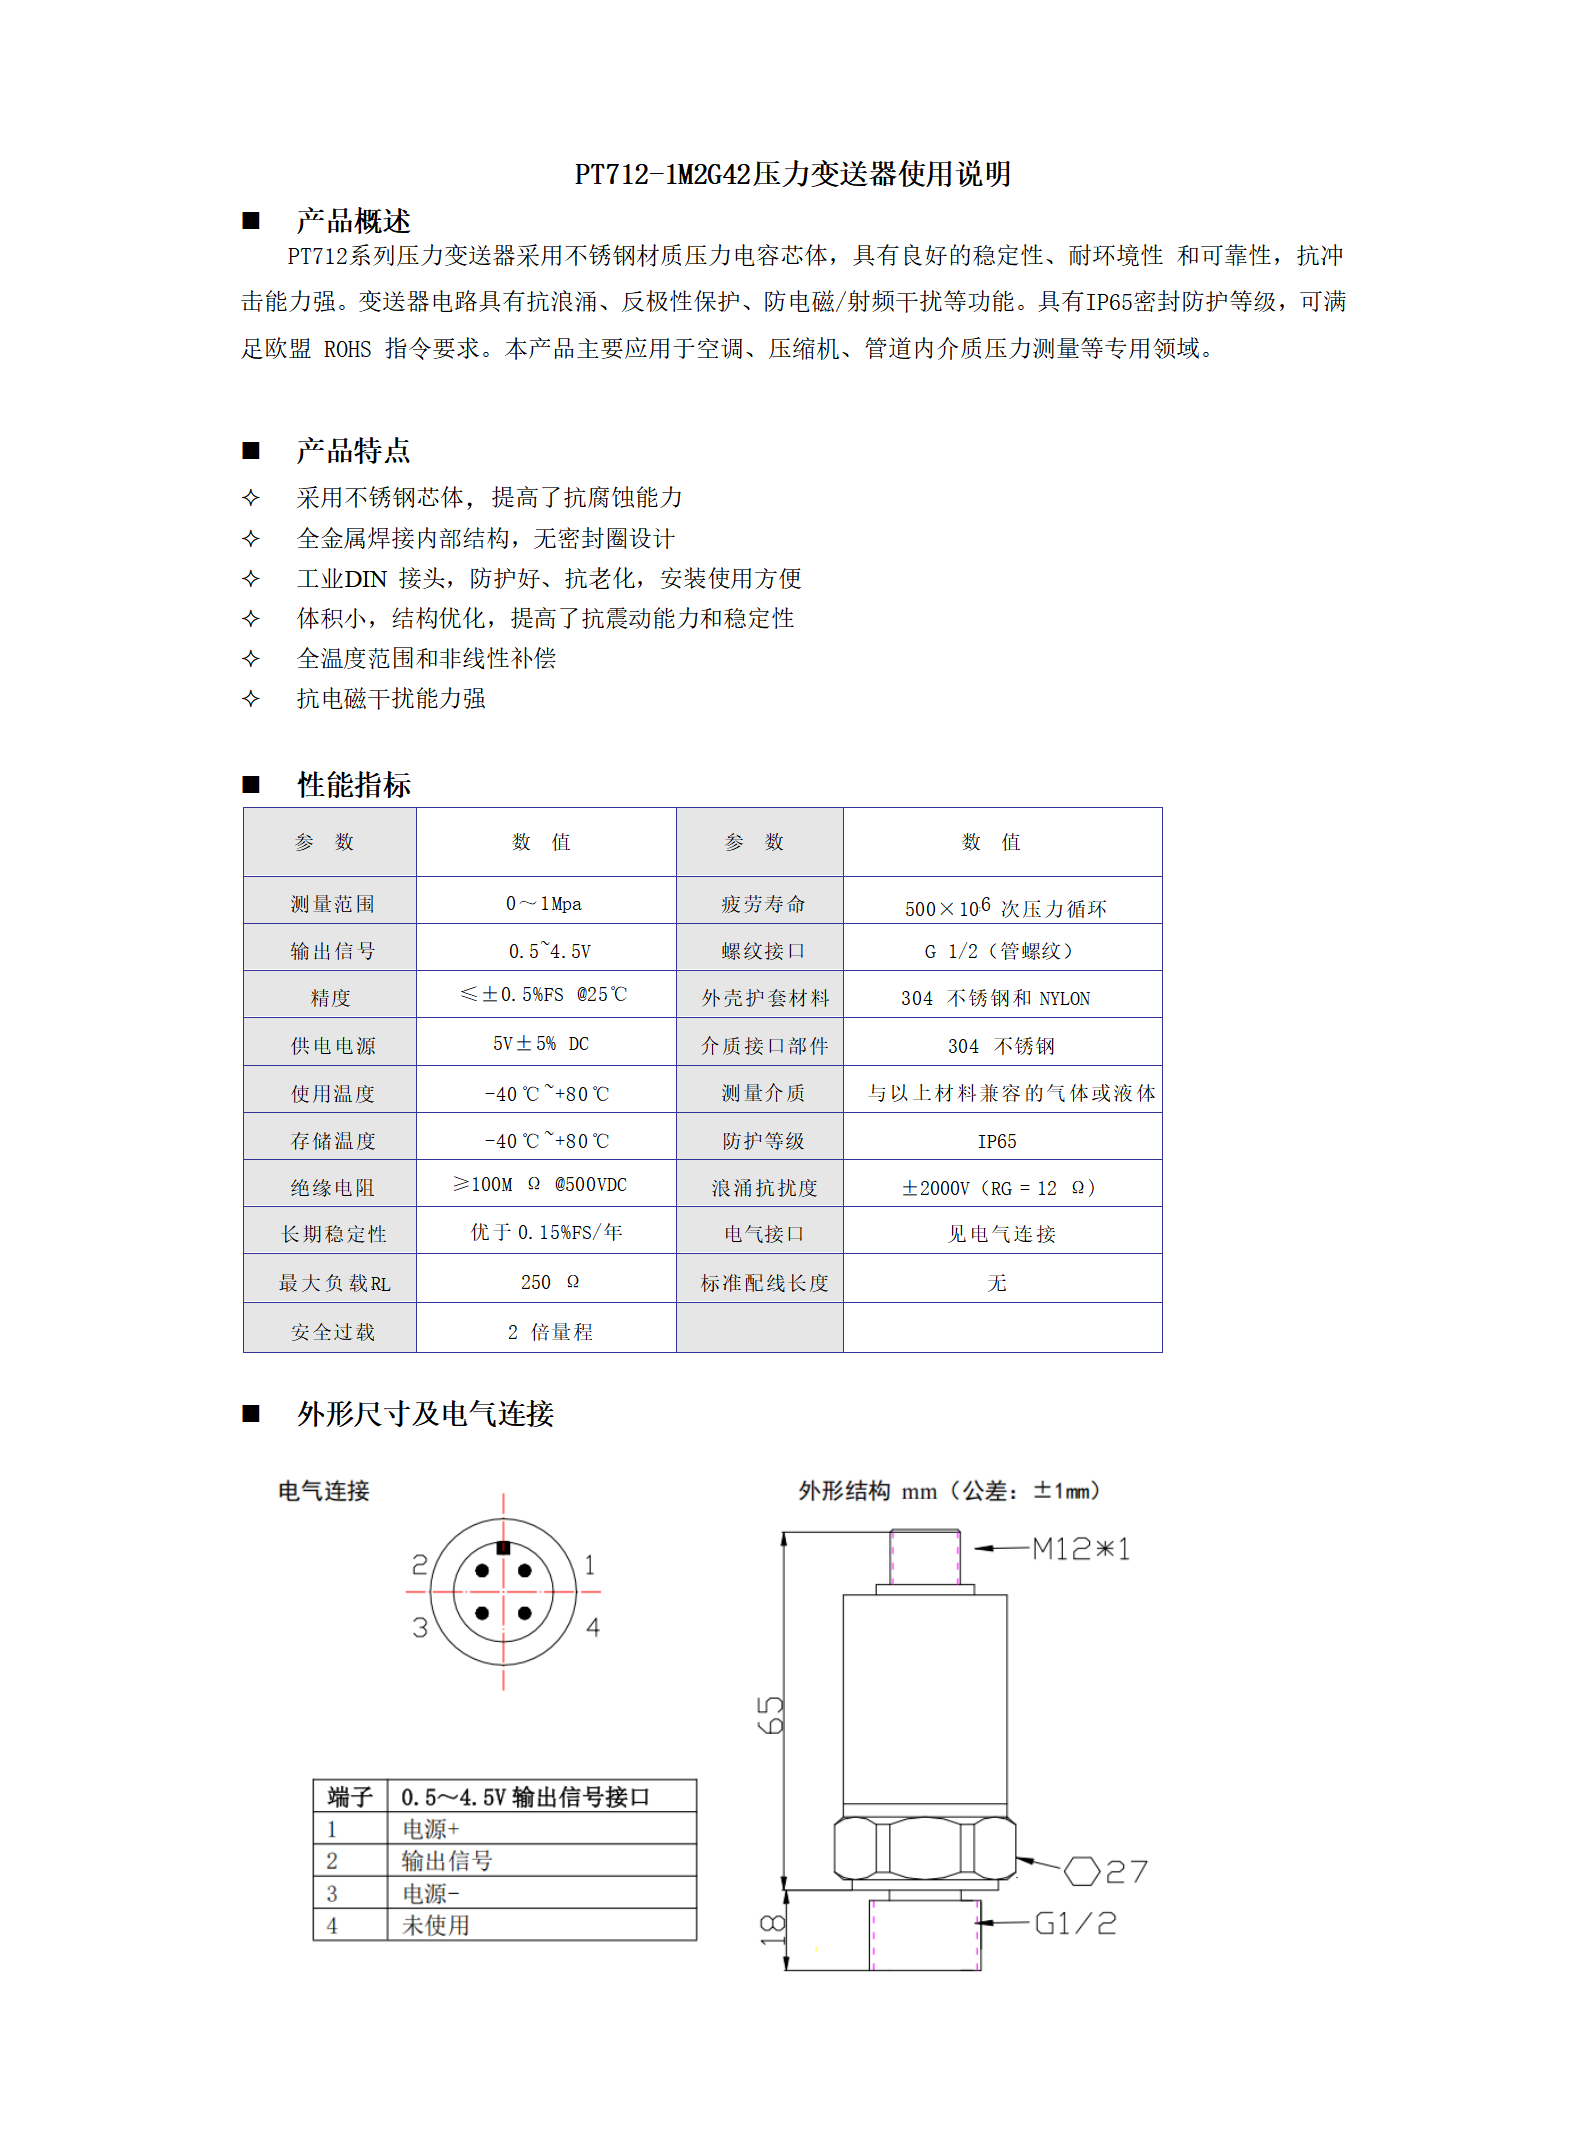 PT712-1M2G42压力变送器使用说明
■ 产品概述
PT712系列压力变送器采用不锈钢材质压力电容芯体，具有良好的稳定性、耐环境性 和可靠性，抗冲
击能力强。变送器电路具有抗浪涌、反极性保护、防电磁/射频干扰等功能。具有IP65密封防护等级，可满
足欧盟 ROHS 指令要求。本产品主要应用于空调、压缩机、管道内介质压力测量等专用领域。
■ 产品特点
✧ 采用不锈钢芯体，提高了抗腐蚀能力
✧ 全金属焊接内部结构，无密封圈设计
✧ 工业DIN 接头，防护好、抗老化，安装使用方便
✧ 体积小，结构优化，提高了抗震动能力和稳定性
✧ 全温度范围和非线性补偿
✧ 抗电磁干扰能力强
■ 性能指标
参 数 数 值 参 数 数 值
测量范围 0～1Mpa 疲劳寿命 500×10⁶ 次压力循环
输出信号 0.5~4.5V 螺纹接口 G 1/2（管螺纹）
精度 ≤±0.5%FS @25℃ 外壳护套材料 304 不锈钢和 NYLON
供电电源 5V±5% DC 介质接口部件 304 不锈钢
使用温度 -40℃~+80℃ 测量介质 与以上材料兼容的气体或液体
存储温度 -40℃~+80℃ 防护等级 IP65
绝缘电阻 ≥100M Ω @500VDC 浪涌抗扰度 ±2000V（RG = 12 Ω)
长期稳定性 优于 0.15%FS/年 电气接口 见电气连接
最大负载RL 250 Ω 标准配线长度 无
安全过载 2 倍量程
■ 外形尺寸及电气连接
电气连接
2 1
3 4
端子 0.5～4.5V 输出信号接口
1 电源+
2 输出信号
3 电源-
4 未使用
外形结构 mm（公差：±1mm）
M12*1
65
27
G1/2
18